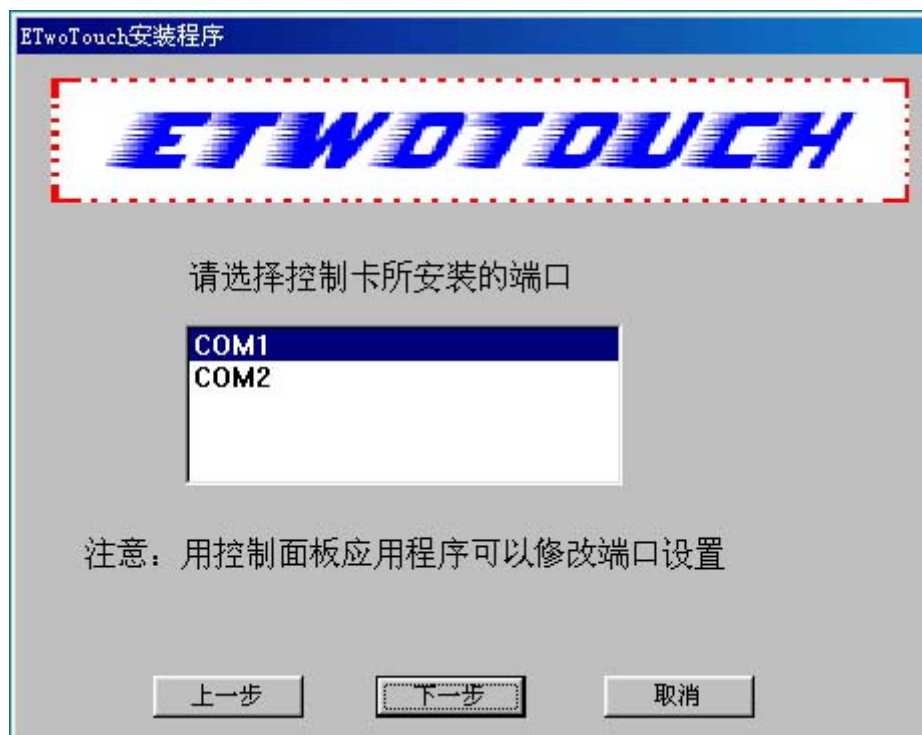 ETwoTouch安装程序
ETWOTOUCH
请选择控制卡所安装的端口
COM1
COM2
注意：用控制面板应用程序可以修改端口设置
上一步 下一步 取消